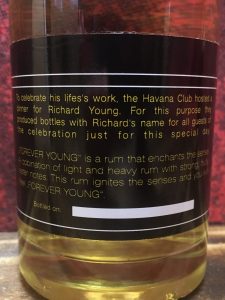 To celebrate his lifes's work, the Havana Club hosted a
dinner for Richard Young. For this purpose they
produced bottles with Richard's name for all guests of
the celebration just for this special day.
"FOREVER YOUNG" is a rum that enchants the senses
combination of light and heavy rum with strong,
notes. This rum ignites the senses and you will
"FOREVER YOUNG".
Bottled on: